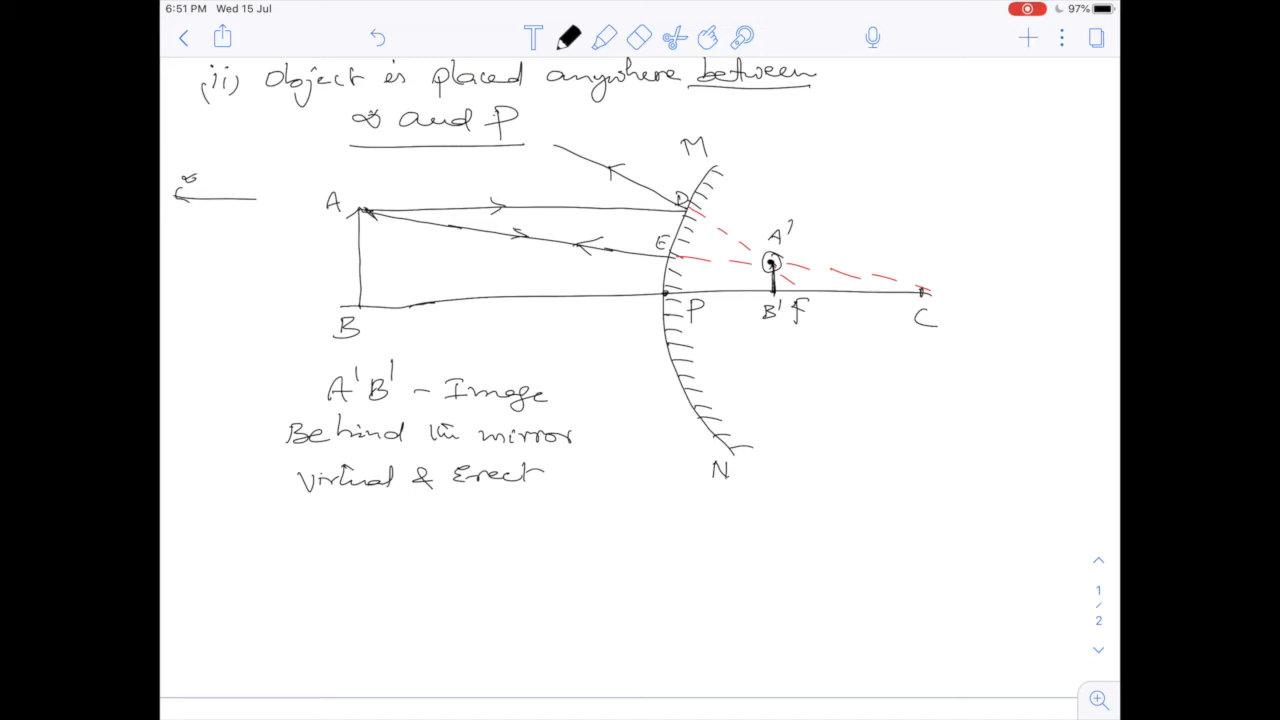 6:51 PM Wed 15 Jul
97%
(ii) Object is placed anywhere between
∞ and P
M
∞
A
D
E
A'
B
P
B' F
C
A'B' - Image
Behind the mirror
Virtual & Erect
N
1
/
2